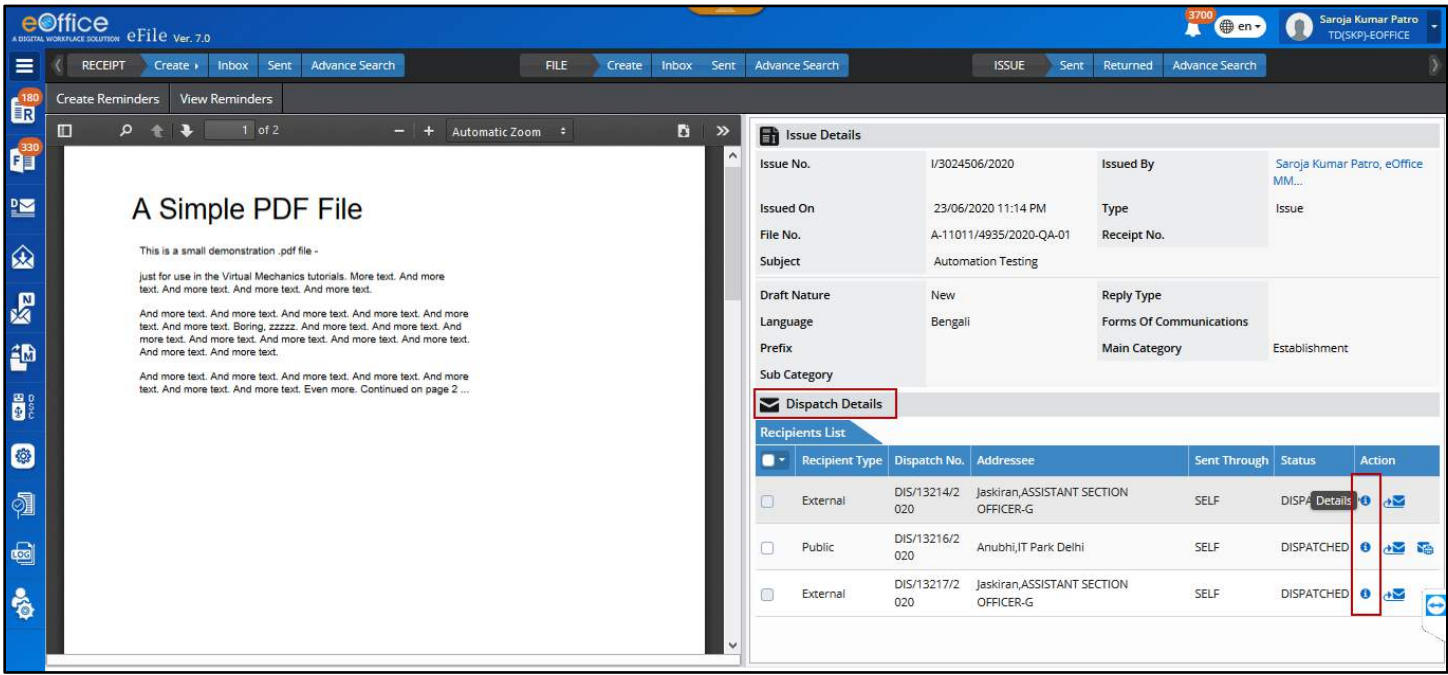 eOffice
A DIGITAL WORKPLACE SOLUTION eFile Ver. 7.0
3700
en
Saroja Kumar Patro
TD(SKP)-EOFFICE
RECEIPT Create Inbox Sent Advance Search FILE Create Inbox Sent Advance Search ISSUE Sent Returned Advance Search
180
R
Create Reminders View Reminders
330
F
1 of 2 Automatic Zoom
D
N
M
DSC
LOG
A Simple PDF File
This is a small demonstration .pdf file -
just for use in the Virtual Mechanics tutorials. More text. And more
text. And more text. And more text. And more text.
And more text. And more text. And more text. And more text. And more
text. And more text. Boring, zzzzz. And more text. And more text. And
more text. And more text. And more text. And more text. And more text.
And more text. And more text.
And more text. And more text. And more text. And more text. And more
text. And more text. And more text. Even more. Continued on page 2 ...
Issue Details
Issue No. I/3024506/2020 Issued By Saroja Kumar Patro, eOffice
MM...
Issued On 23/06/2020 11:14 PM Type Issue
File No. A-11011/4935/2020-QA-01 Receipt No.
Subject Automation Testing
Draft Nature New Reply Type
Language Bengali Forms Of Communications
Prefix Main Category Establishment
Sub Category
Dispatch Details
Recipients List
Recipient Type Dispatch No. Addressee Sent Through Status Action
External DIS/13214/2 Jaskiran,ASSISTANT SECTION SELF DISPA Details
020 OFFICER-G
Public DIS/13216/2 Anubhi,IT Park Delhi SELF DISPATCHED
020
External DIS/13217/2 Jaskiran,ASSISTANT SECTION SELF DISPATCHED
020 OFFICER-G